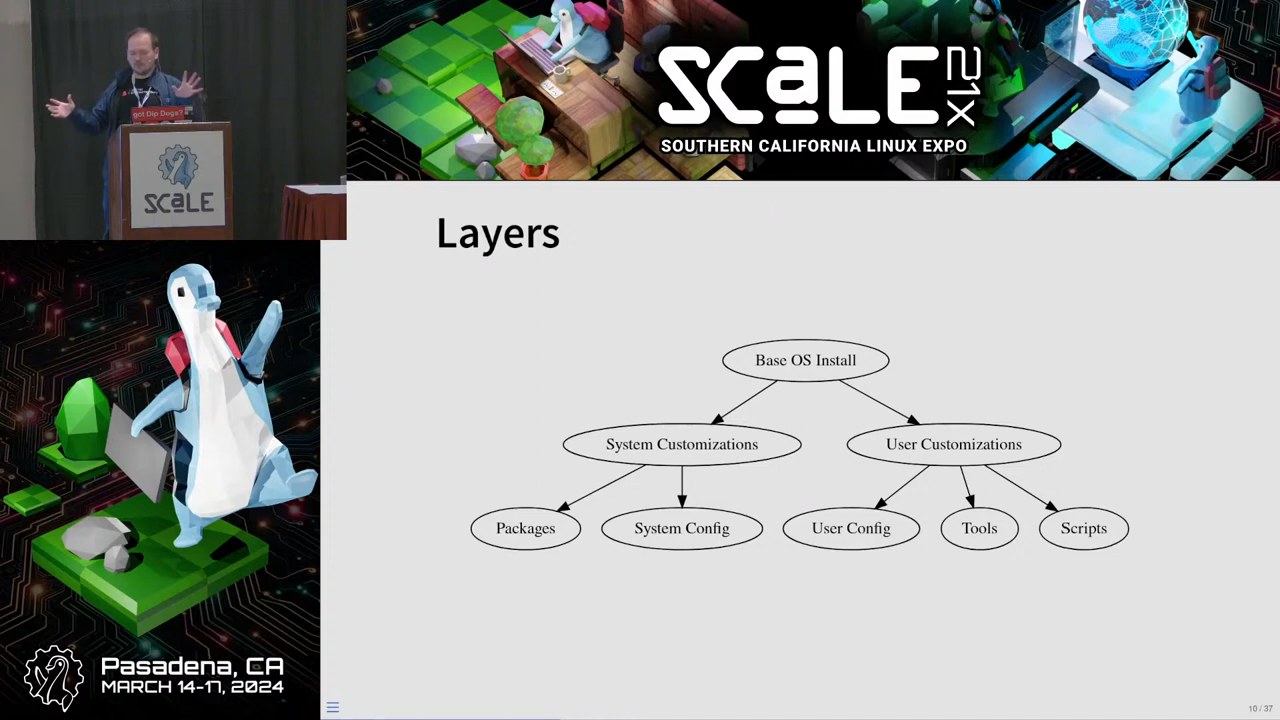 got Dip Dogs?
SCaLE
SCaLE 21X
SOUTHERN CALIFORNIA LINUX EXPO
Layers
Base OS Install
System Customizations
User Customizations
Packages
System Config
User Config
Tools
Scripts
Pasadena, CA
MARCH 14-17, 2024
10 / 37